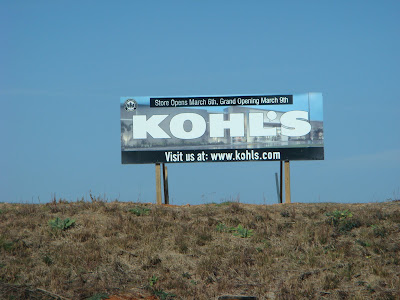 Store Opens March 6th, Grand Opening March 9th
KOHL'S
Visit us at: www.kohls.com